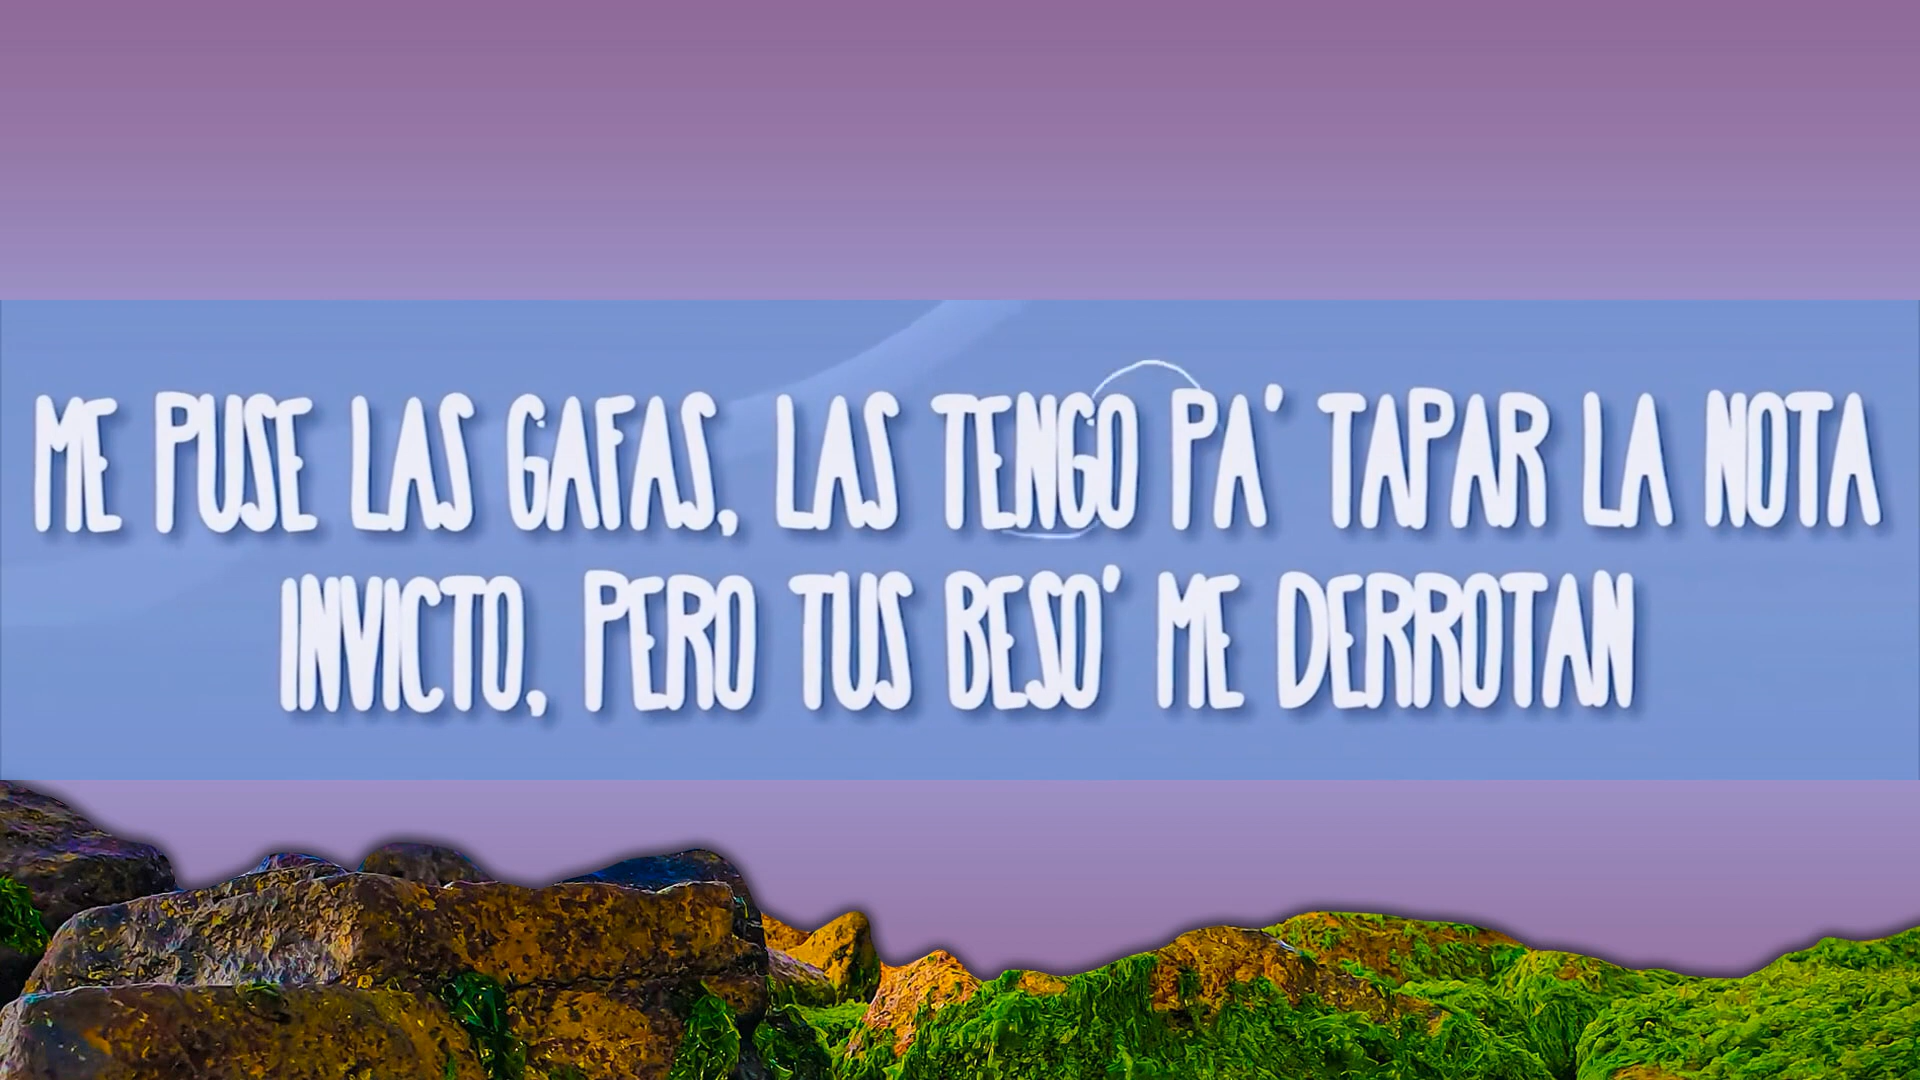 ME PUSE LAS GAFAS, LAS TENGO PA' TAPAR LA NOTA
INVICTO, PERO TUS BESO' ME DERROTAN